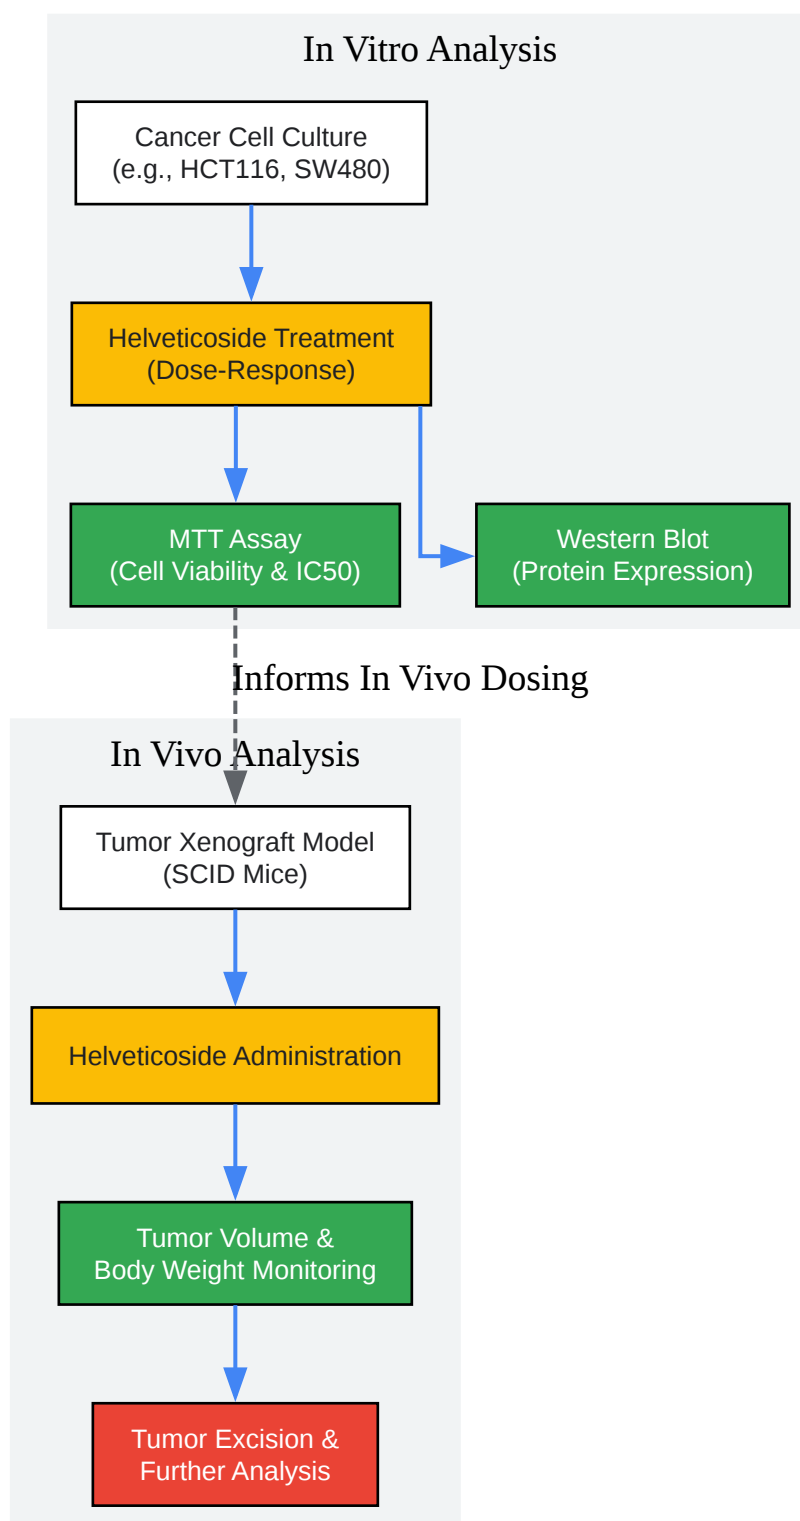 In Vitro Analysis
Cancer Cell Culture
(e.g., HCT116, SW480)
Helveticoside Treatment
(Dose-Response)
MTT Assay
(Cell Viability & IC50)
Western Blot
(Protein Expression)
Informs In Vivo Dosing
In Vivo Analysis
Tumor Xenograft Model
(SCID Mice)
Helveticoside Administration
Tumor Volume &
Body Weight Monitoring
Tumor Excision &
Further Analysis